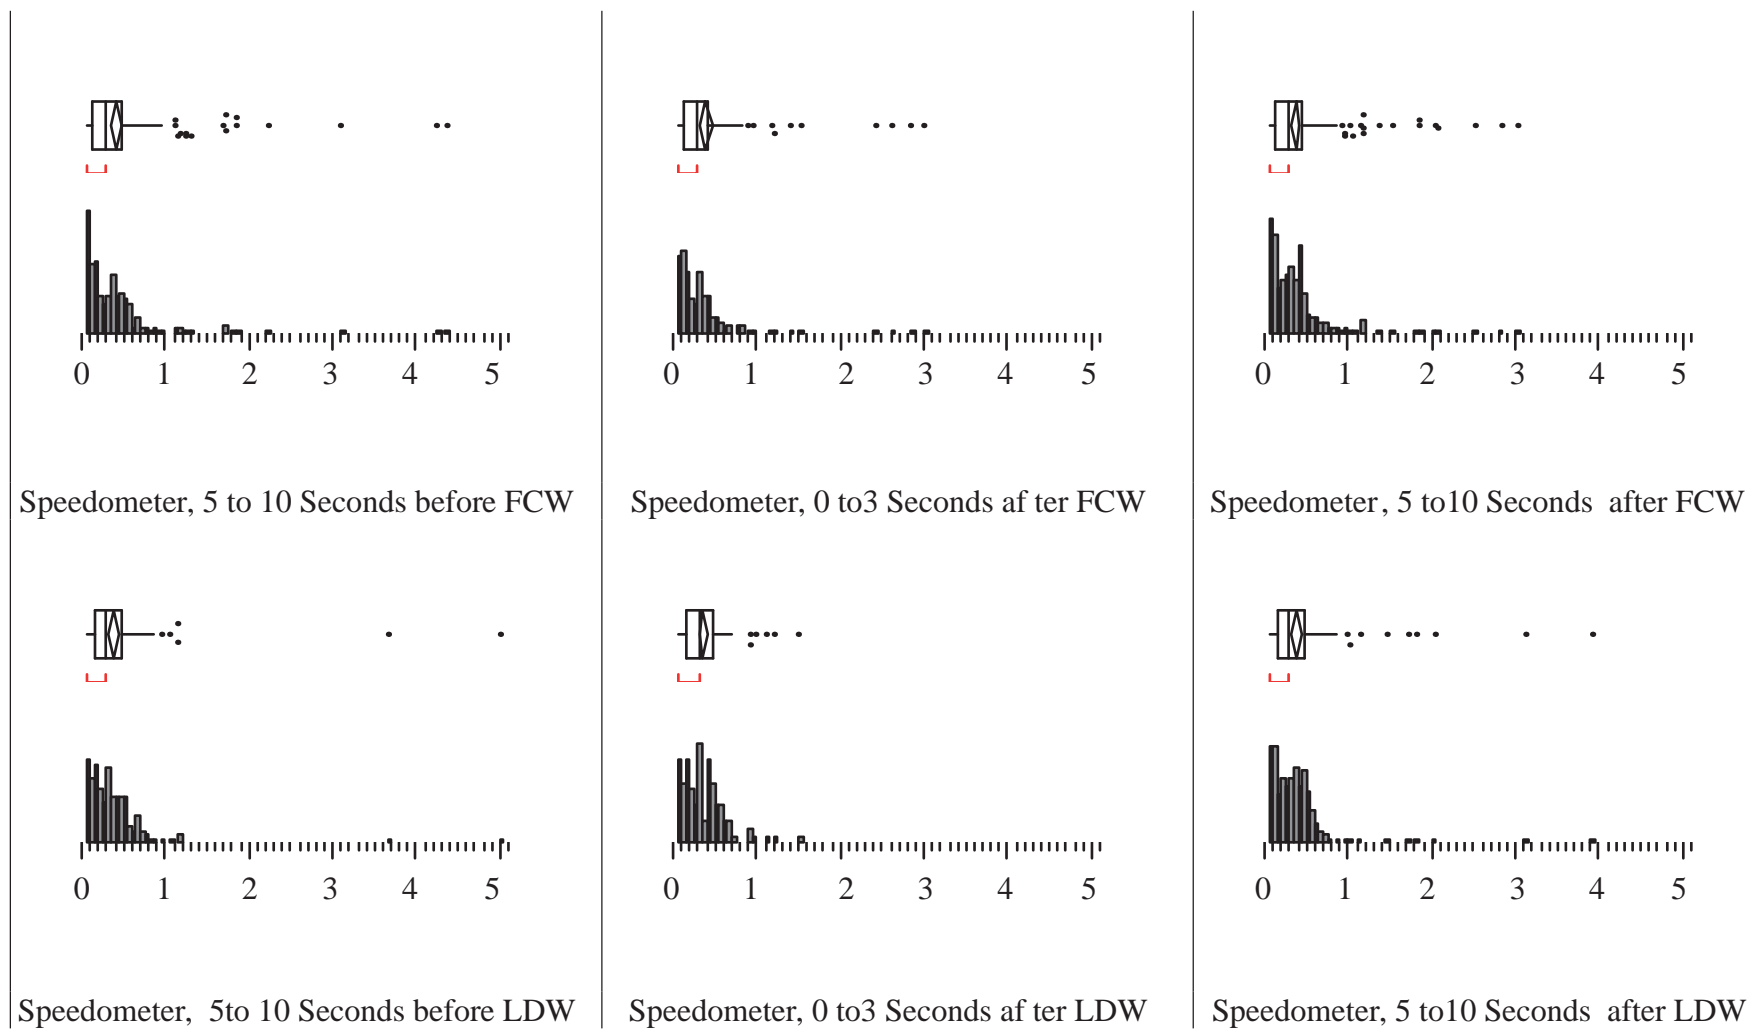 0 1 2 3 4 5
0 1 2 3 4 5
0 1 2 3 4 5
Speedometer, 5 to 10 Seconds before FCW
Speedometer, 0 to3 Seconds af ter FCW
Speedometer, 5 to10 Seconds after FCW
0 1 2 3 4 5
0 1 2 3 4 5
0 1 2 3 4 5
Speedometer, 5to 10 Seconds before LDW
Speedometer, 0 to3 Seconds af ter LDW
Speedometer, 5 to10 Seconds after LDW